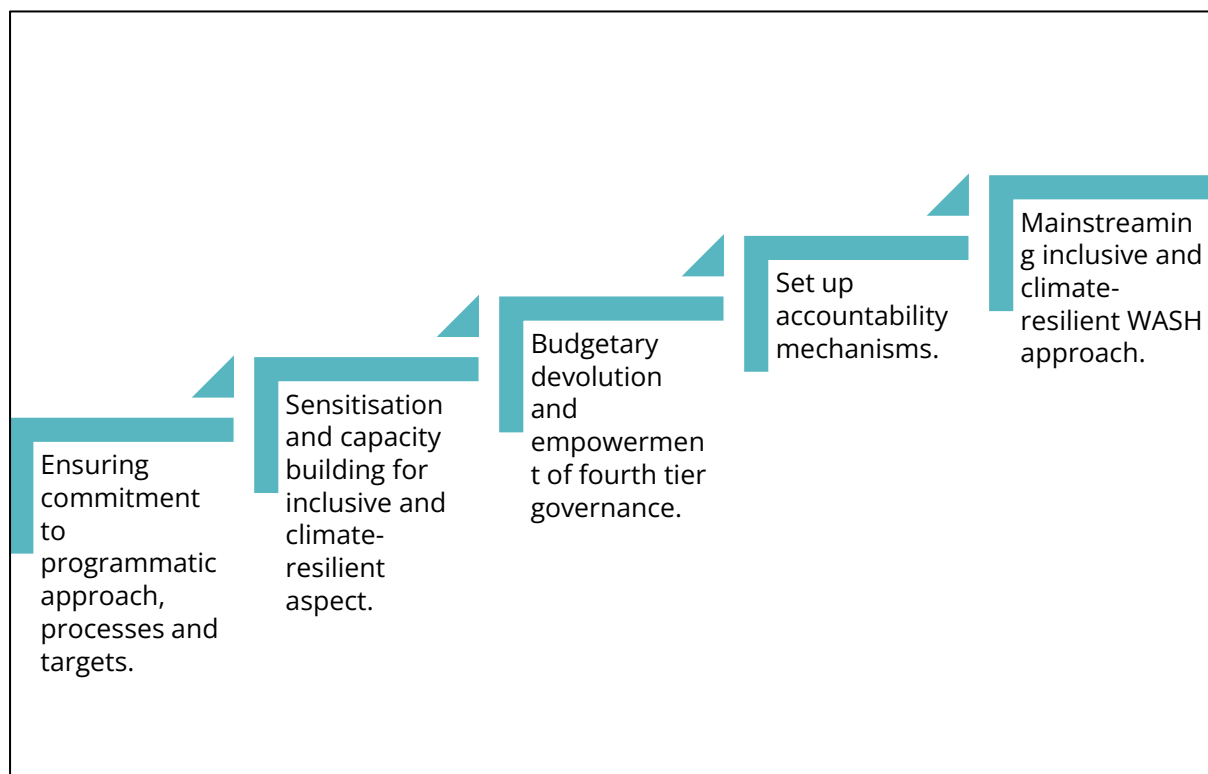 Ensuring
commitment
to
programmatic
approach,
processes and
targets.
Sensitisation
and capacity
building for
inclusive and
climate-
resilient
aspect.
Budgetary
devolution
and
empowermen
t of fourth tier
governance.
Set up
accountability
mechanisms.
Mainstreamin
g inclusive and
climate-
resilient WASH
approach.